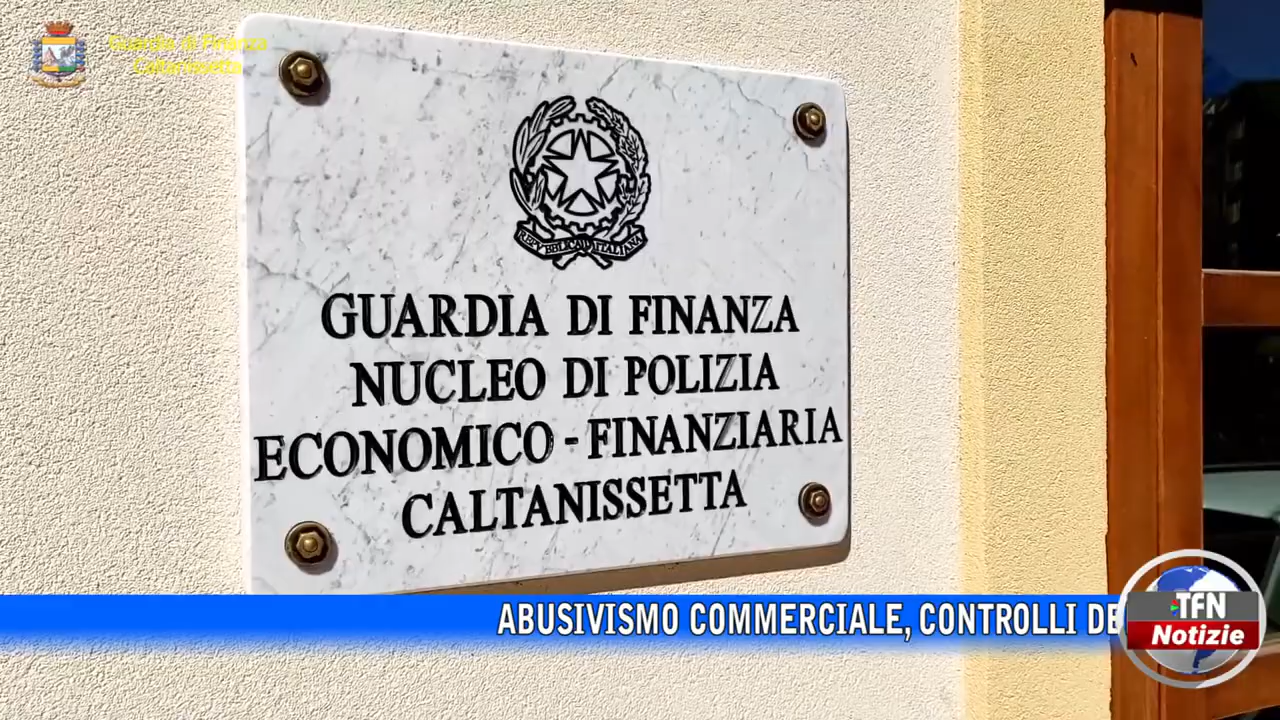 Guardia di Finanza
Caltanissetta
REPVBBLICA ITALIANA
GUARDIA DI FINANZA
NUCLEO DI POLIZIA
ECONOMICO - FINANZIARIA
CALTANISSETTA
ABUSIVISMO COMMERCIALE, CONTROLLI DE
TFN
Notizie